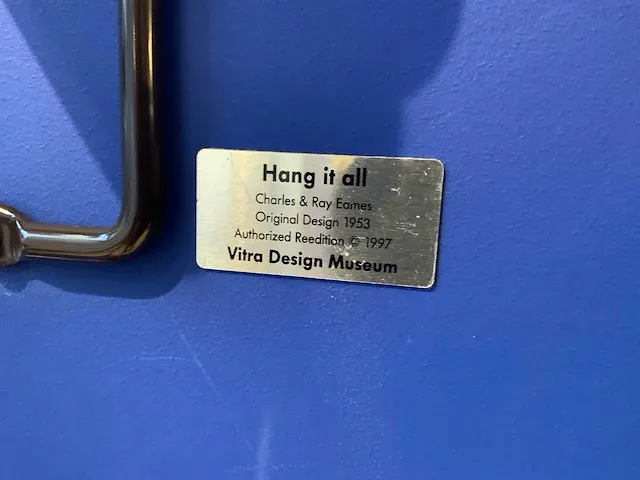 Hang it all
Charles & Ray Eames
Original Design 1953
Authorized Reedition © 1997
Vitra Design Museum